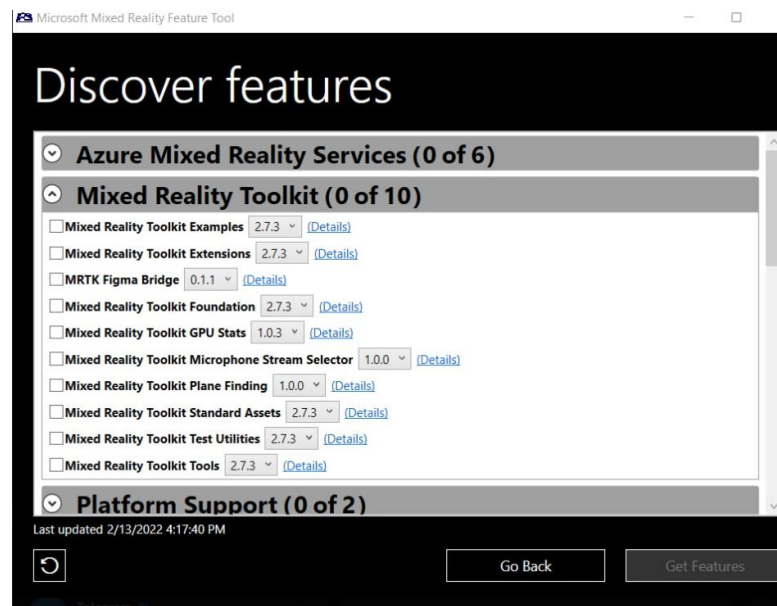 Microsoft Mixed Reality Feature Tool
Discover features
Azure Mixed Reality Services (0 of 6)
Mixed Reality Toolkit (0 of 10)
Mixed Reality Toolkit Examples 2.7.3 (Details)
Mixed Reality Toolkit Extensions 2.7.3 (Details)
MRTK Figma Bridge 0.1.1 (Details)
Mixed Reality Toolkit Foundation 2.7.3 (Details)
Mixed Reality Toolkit GPU Stats 1.0.3 (Details)
Mixed Reality Toolkit Microphone Stream Selector 1.0.0 (Details)
Mixed Reality Toolkit Plane Finding 1.0.0 (Details)
Mixed Reality Toolkit Standard Assets 2.7.3 (Details)
Mixed Reality Toolkit Test Utilities 2.7.3 (Details)
Mixed Reality Toolkit Tools 2.7.3 (Details)
Platform Support (0 of 2)
Last updated 2/13/2022 4:17:40 PM
Go Back Get Features